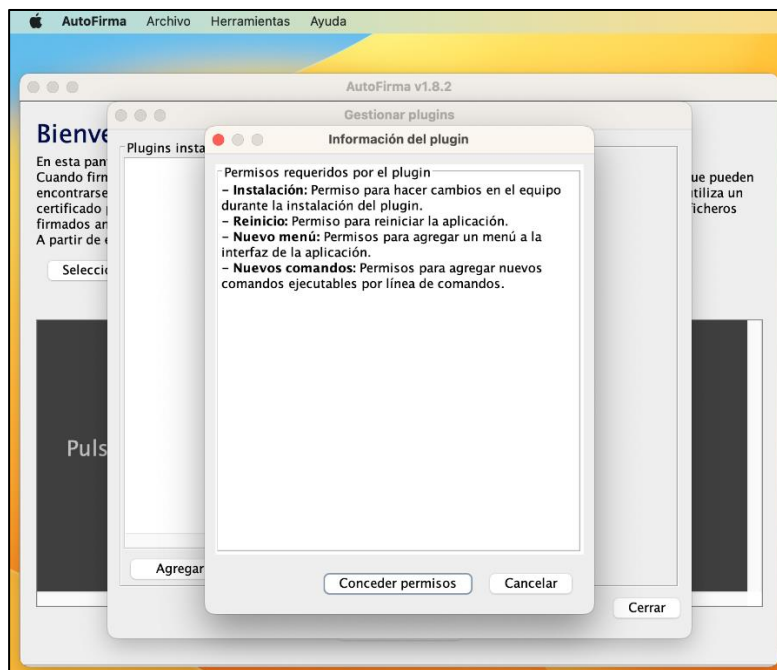 AutoFirma Archivo Herramientas Ayuda
AutoFirma v1.8.2
Gestionar plugins
Información del plugin
Plugins insta
Permisos requeridos por el plugin
– Instalación: Permiso para hacer cambios en el equipo
durante la instalación del plugin.
– Reinicio: Permiso para reiniciar la aplicación.
– Nuevo menú: Permisos para agregar un menú a la
interfaz de la aplicación.
– Nuevos comandos: Permisos para agregar nuevos
comandos ejecutables por línea de comandos.
Conceder permisos Cancelar
Agregar
Cerrar
Bienve
En esta pan
Cuando firn
ue pueden
encontrarse
utiliza un
certificado
ficheros
firmados an
A partir de e
Seleccio
Puls